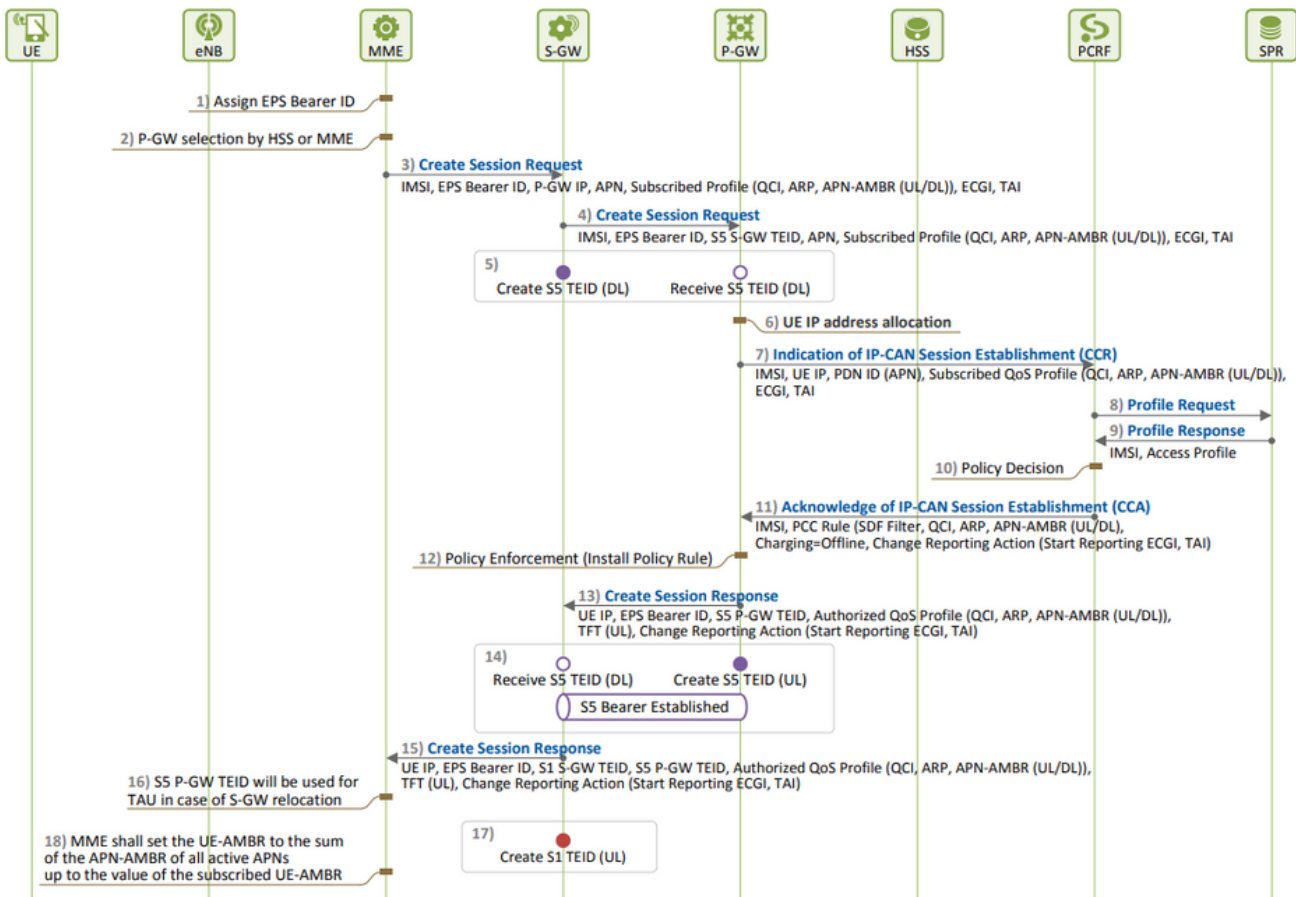 UE
eNB
MME
S-GW
P-GW
HSS
PCRF
SPR
1) Assign EPS Bearer ID
2) P-GW selection by HSS or MME
3) Create Session Request
IMSI, EPS Bearer ID, P-GW IP, APN, Subscribed Profile (QCI, ARP, APN-AMBR (UL/DL)), ECGI, TAI
4) Create Session Request
IMSI, EPS Bearer ID, S5 S-GW TEID, APN, Subscribed Profile (QCI, ARP, APN-AMBR (UL/DL)), ECGI, TAI
5)
Create S5 TEID (DL)
Receive S5 TEID (DL)
6) UE IP address allocation
7) Indication of IP-CAN Session Establishment (CCR)
IMSI, UE IP, PDN ID (APN), Subscribed QoS Profile (QCI, ARP, APN-AMBR (UL/DL)),
ECGI, TAI
8) Profile Request
9) Profile Response
IMSI, Access Profile
10) Policy Decision
11) Acknowledge of IP-CAN Session Establishment (CCA)
IMSI, PCC Rule (SDF Filter, QCI, ARP, APN-AMBR (UL/DL),
Charging=Offline, Change Reporting Action (Start Reporting ECGI, TAI)
12) Policy Enforcement (Install Policy Rule)
13) Create Session Response
UE IP, EPS Bearer ID, S5 P-GW TEID, Authorized QoS Profile (QCI, ARP, APN-AMBR (UL/DL)),
TFT (UL), Change Reporting Action (Start Reporting ECGI, TAI)
14)
Receive S5 TEID (DL)
Create S5 TEID (UL)
S5 Bearer Established
15) Create Session Response
UE IP, EPS Bearer ID, S1 S-GW TEID, S5 P-GW TEID, Authorized QoS Profile (QCI, ARP, APN-AMBR (UL/DL)),
TFT (UL), Change Reporting Action (Start Reporting ECGI, TAI)
16) S5 P-GW TEID will be used for
TAU in case of S-GW relocation
17)
Create S1 TEID (UL)
18) MME shall set the UE-AMBR to the sum
of the APN-AMBR of all active APNs
up to the value of the subscribed UE-AMBR